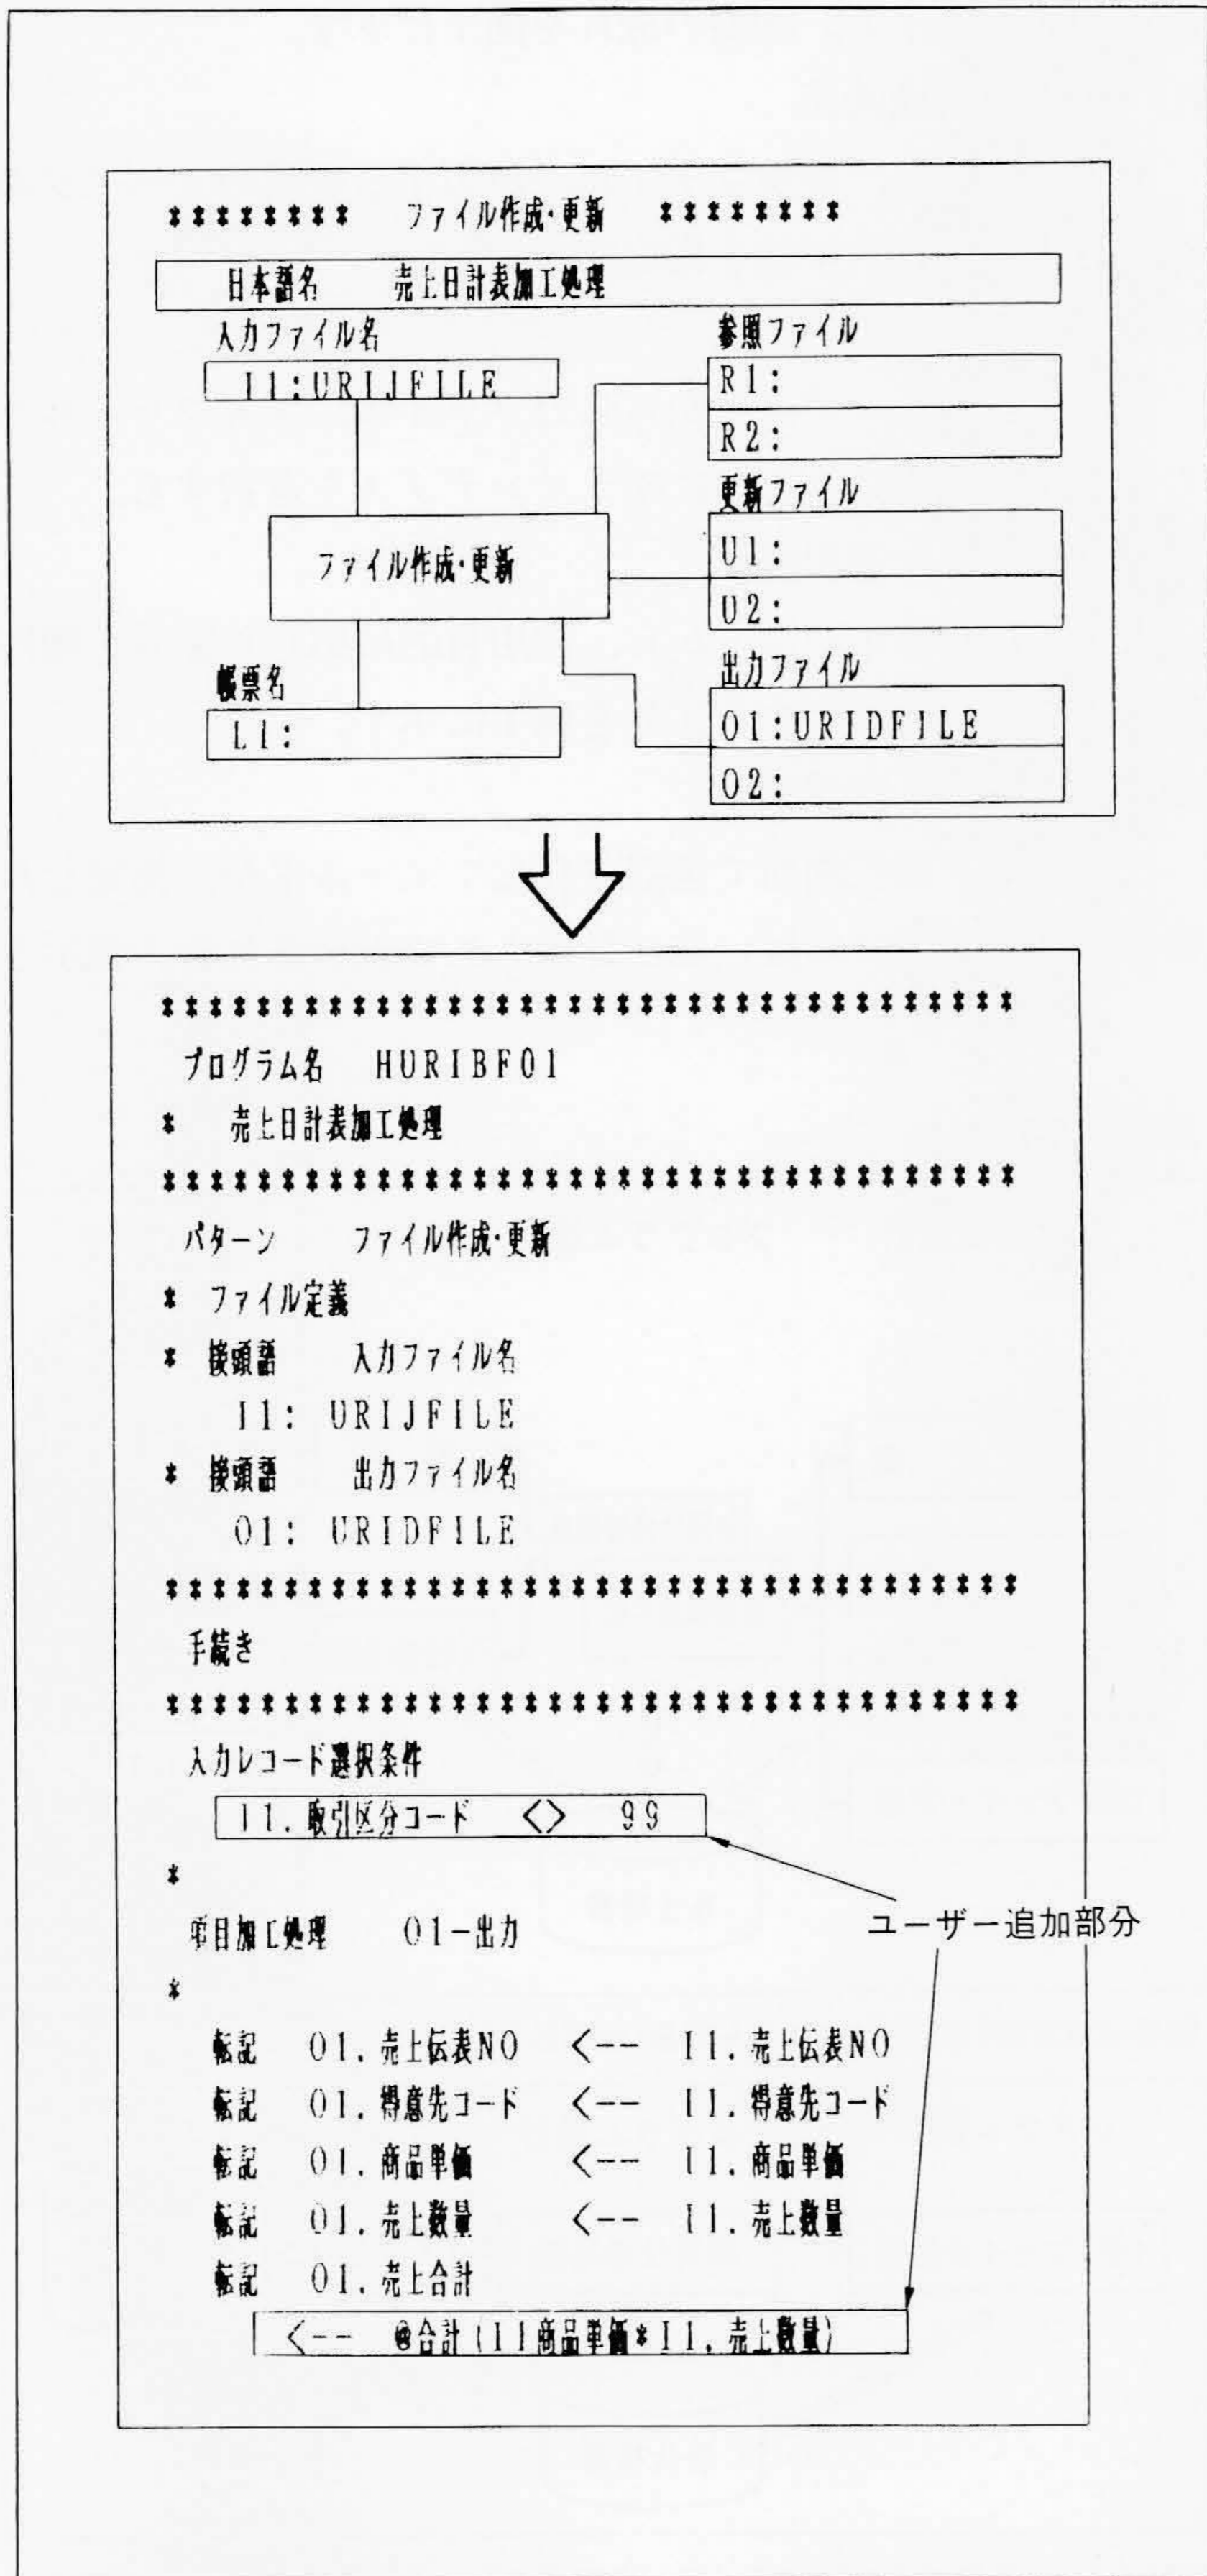 ******** ファイル作成・更新 ********
日本語名 売上日計表加工処理
入力ファイル名
I1:URIJFILE
参照ファイル
R1:
R2:
更新ファイル
U1:
U2:
ファイル作成・更新
出力ファイル
O1:URIDFILE
O2:
帳票名
L1:
************************************
プログラム名 HURIBF01
* 売上日計表加工処理
************************************
パターン ファイル作成・更新
* ファイル定義
* 接頭語 入力ファイル名
I1: URIJFILE
* 接頭語 出力ファイル名
O1: URIDFILE
************************************
手続き
************************************
入力レコード選択条件
I1.取引区分コード <> 99
*
項目加工処理 O1-出力
ユーザー追加部分
*
転記 O1.売上伝表NO <-- I1.売上伝表NO
転記 O1.得意先コード <-- I1.得意先コード
転記 O1.商品単価 <-- I1.商品単価
転記 O1.売上数量 <-- I1.売上数量
転記 O1.売上合計
<-- @合計(I1商品単価*I1.売上数量)